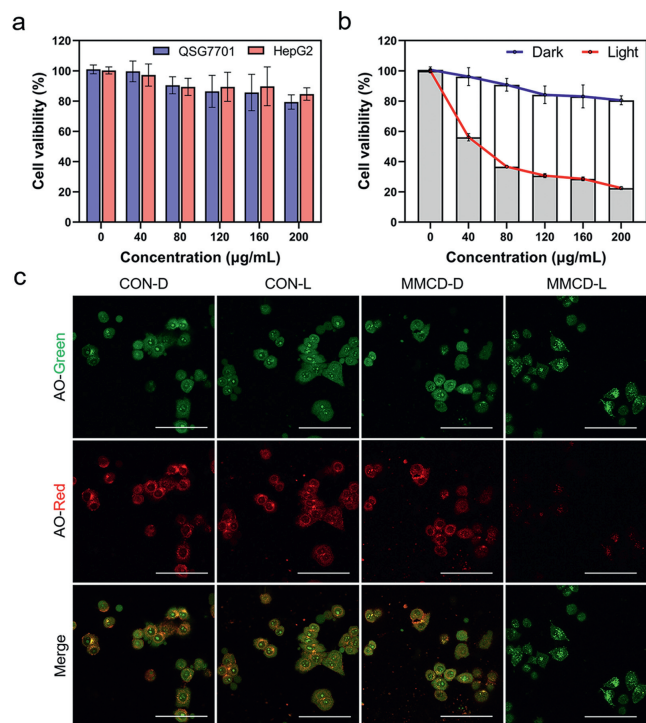 a
QSG7701 HepG2
Cell valibility (%)
120
100
80
60
40
20
0
0 40 80 120 160 200
Concentration (µg/mL)
b
Dark Light
Cell valibility (%)
120
100
80
60
40
20
0
0 40 80 120 160 200
Concentration (µg/mL)
c
CON-D CON-L MMCD-D MMCD-L
AO-Green
AO-Red
Merge